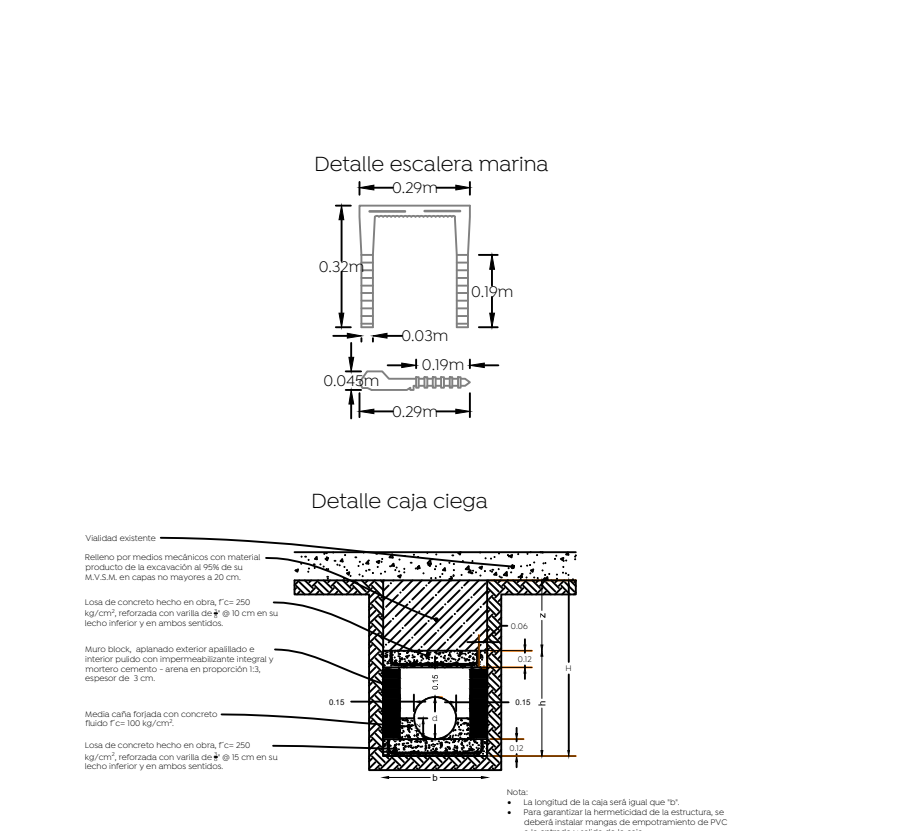 Detalle escalera marina
0.29m
0.32m
0.19m
0.03m
0.19m
0.045m
0.29m
Detalle caja ciega
Vialidad existente
Relleno por medios mecánicos con material
producto de la excavación al 95% de su
M.V.S.M. en capas no mayores a 20 cm.
Losa de concreto hecho en obra, f'c= 250
kg/cm², reforzada con varilla de @ 10 cm en su
lecho inferior y en ambos sentidos.
Muro block, aplanado exterior apalillado e
interior pulido con impermeabilizante integral y
mortero cemento - arena en proporción 1:3,
espesor de 3 cm.
Media caña forjada con concreto
fluido f'c= 100 kg/cm².
Losa de concreto hecho en obra, f'c= 250
kg/cm², reforzada con varilla de @ 15 cm en su
lecho inferior y en ambos sentidos.
0.06
Z
0.12
H
0.15
0.15
0.15
h
d
0.12
b
Nota:
• La longitud de la caja será igual que "b".
• Para garantizar la hermeticidad de la estructura, se
deberá instalar mangas de empotramiento de PVC